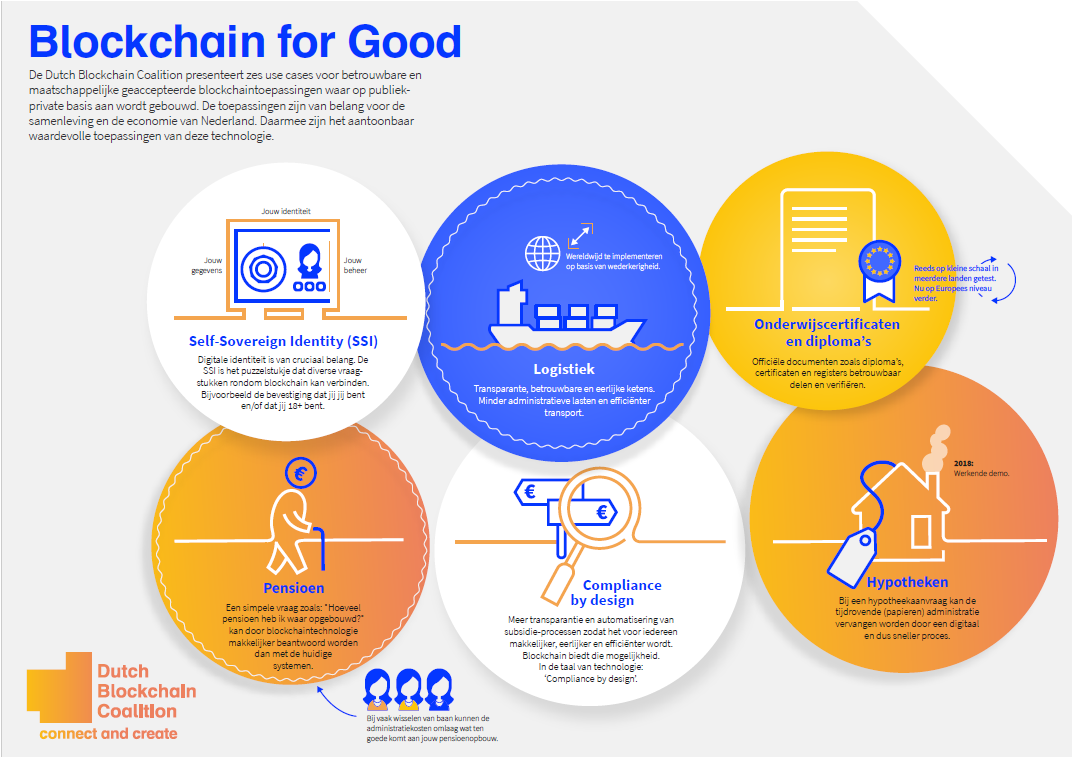 Blockchain for Good
De Dutch Blockchain Coalition presenteert zes use cases voor betrouwbare en
maatschappelijke geaccepteerde blockchaintoepassingen waar op publiek-
private basis aan wordt gebouwd. De toepassingen zijn van belang voor de
samenleving en de economie van Nederland. Daarmee zijn het aantoonbaar
waardevolle toepassingen van deze technologie.
Jouw identiteit
Jouw
gegevens
Jouw
beheer
Self-Sovereign Identity (SSI)
Digitale identiteit is van cruciaal belang. De
SSI is het puzzelstukje dat diverse vraag-
stukken rondom blockchain kan verbinden.
Bijvoorbeeld de bevestiging dat jij jij bent
en/of dat jij 18+ bent.
Wereldwijd te implementeren
op basis van wederkerigheid.
Logistiek
Transparante, betrouwbare en eerlijke ketens.
Minder administratieve lasten en efficiënter
transport.
Reeds op kleine schaal in
meerdere landen getest.
Nu op Europees niveau
verder.
Onderwijscertificaten
en diploma's
Officiële documenten zoals diploma's,
certificaten en registers betrouwbaar
delen en verifiëren.
€
Pensioen
Een simpele vraag zoals: "Hoeveel
pensioen heb ik waar opgebouwd?"
kan door blockchaintechnologie
makkelijker beantwoord worden
dan met de huidige
systemen.
Bij vaak wisselen van baan kunnen de
administratiekosten omlaag wat ten
goede komt aan jouw pensioenopbouw.
€
€
Compliance
by design
Meer transparantie en automatisering van
subsidie-processen zodat het voor iedereen
makkelijker, eerlijker en efficiënter wordt.
Blockchain biedt die mogelijkheid.
In de taal van technologie:
'Compliance by design'.
2018:
Werkende demo.
Hypotheken
Bij een hypotheekaanvraag kan de
tijdrovende (papieren) administratie
vervangen worden door een digitaal
en dus sneller proces.
Dutch
Blockchain
Coalition
connect and create